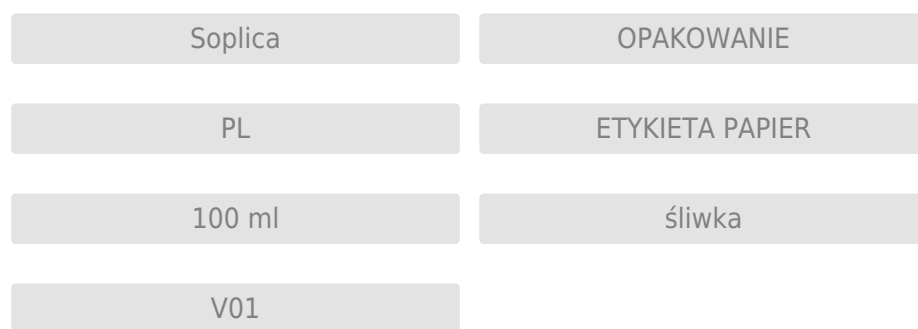 Soplica
OPAKOWANIE
PL
ETYKIETA PAPIER
100 ml
śliwka
V01